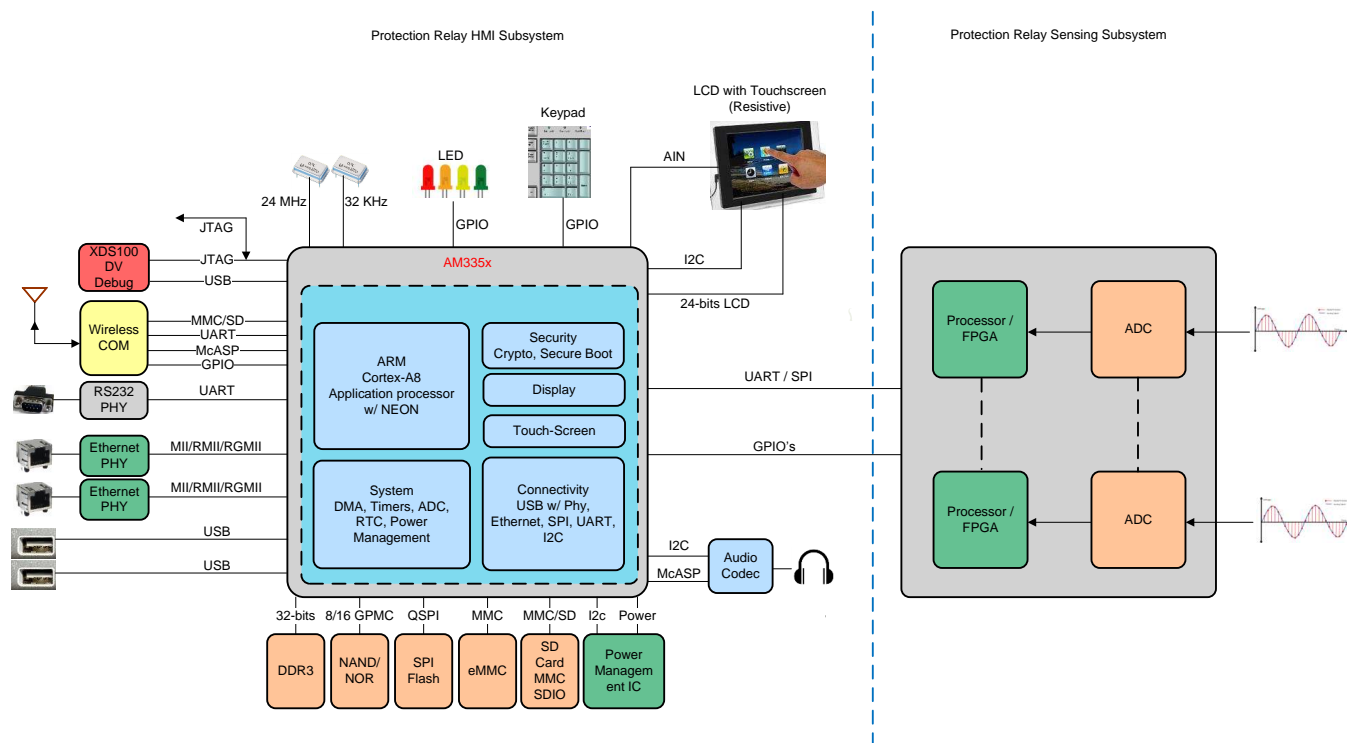 Protection Relay HMI Subsystem
Protection Relay Sensing Subsystem
LCD with Touchscreen
(Resistive)
Keypad
LED
AIN
24 MHz
32 KHz
GPIO
GPIO
JTAG
XDS100
DV
Debug
JTAG
USB
AM335x
I2C
24-bits LCD
Wireless
COM
MMC/SD
UART
McASP
GPIO
RS232
PHY
UART
Ethernet
PHY
MII/RMII/RGMII
Ethernet
PHY
MII/RMII/RGMII
USB
USB
ARM
Cortex-A8
Application processor
w/ NEON
Security
Crypto, Secure Boot
Display
Touch-Screen
System
DMA, Timers, ADC,
RTC, Power
Management
Connectivity
USB w/ Phy,
Ethernet, SPI, UART,
I2C
UART / SPI
GPIO's
I2C
McASP
Audio
Codec
Processor /
FPGA
ADC
Processor /
FPGA
ADC
32-bits
8/16 GPMC
QSPI
MMC
MMC/SD
I2c
Power
DDR3
NAND/
NOR
SPI
Flash
eMMC
SD
Card
MMC
SDIO
Power
Managem
ent IC